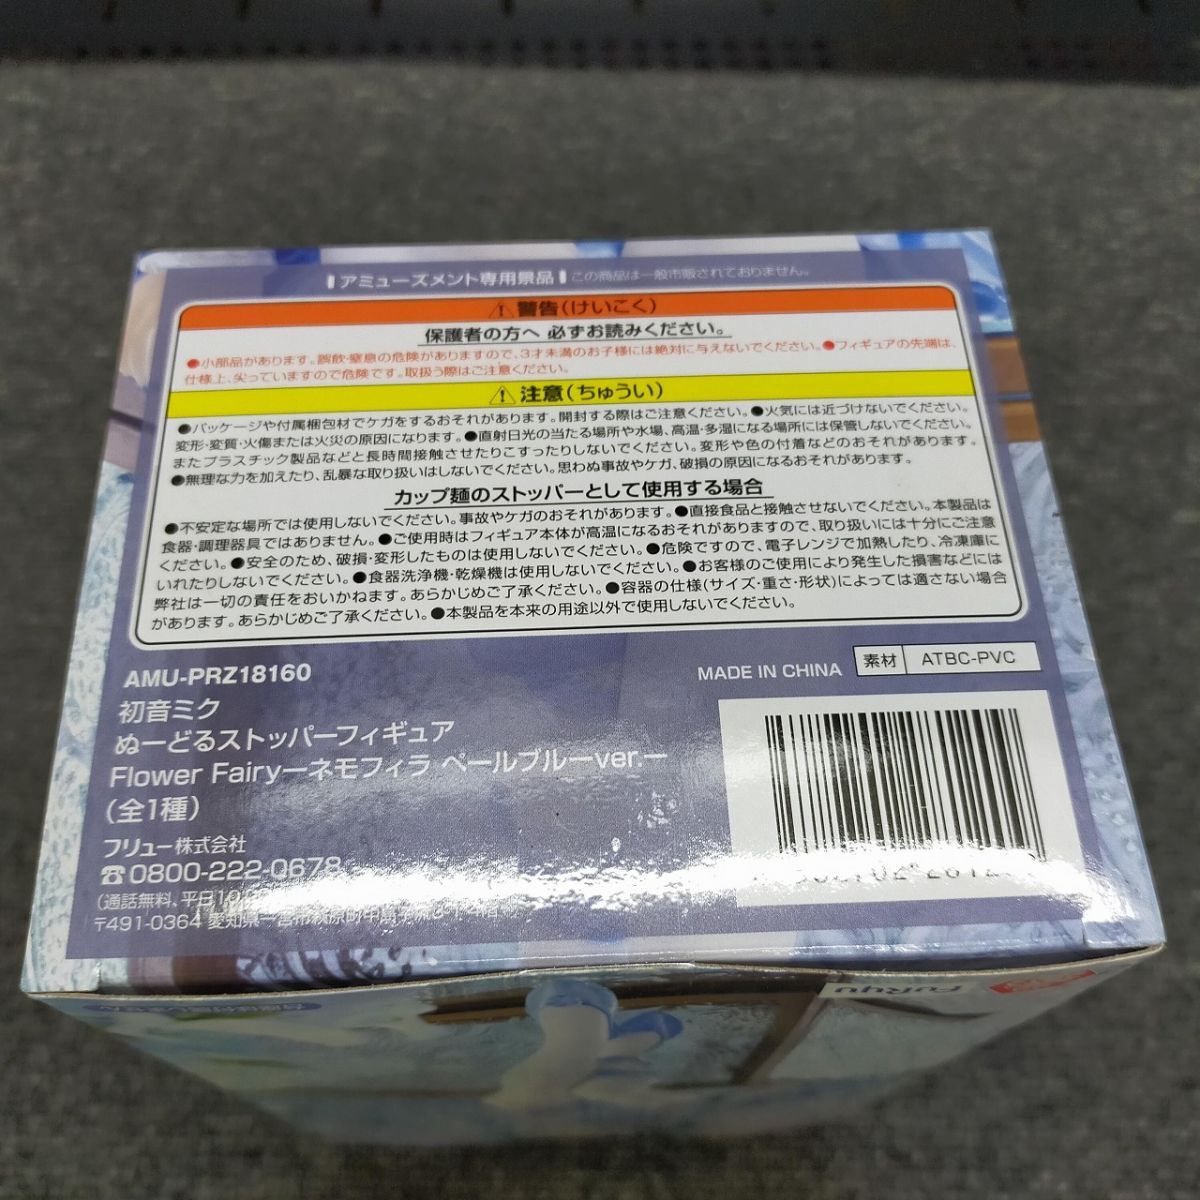 アミューズメント専用景品 この商品は一般市販されておりません。
⚠警告(けいこく)
保護者の方へ 必ずお読みください。
●小部品があります。誤飲・窒息の危険がありますので、3才未満のお子様には絶対に与えないでください。●フィギュアの先端は、
仕様上、尖っていますので危険です。取扱う際はご注意ください。
⚠注意(ちゅうい)
●パッケージや付属梱包材でケガをするおそれがあります。開封する際はご注意ください。●火気には近づけないでください。
変形・変質・火傷または火災の原因になります。●直射日光の当たる場所や水場、高温・多湿になる場所には保管しないでください。
またプラスチック製品などと長時間接触させたりこすったりしないでください。変形や色の付着などのおそれがあります。
●無理な力を加えたり、乱暴な取り扱いはしないでください。思わぬ事故やケガ、破損の原因になるおそれがあります。
カップ麺のストッパーとして使用する場合
●不安定な場所では使用しないでください。事故やケガのおそれがあります。●直接食品と接触させないでください。本製品は
食器・調理器具ではありません。●ご使用時はフィギュア本体が高温になるおそれがありますので、取り扱いには十分にご注意
ください。●安全のため、破損・変形したものは使用しないでください。●危険ですので、電子レンジで加熱したり、冷凍庫に
いれたりしないでください。●食器洗浄機・乾燥機は使用しないでください。●お客様のご使用により発生した損害などには
弊社は一切の責任をおいかねます。あらかじめご了承ください。●容器の仕様(サイズ・重さ・形状)によっては適さない場合
があります。あらかじめご了承ください。●本製品を本来の用途以外で使用しないでください。
AMU-PRZ18160
MADE IN CHINA 素材 ATBC-PVC
初音ミク
ぬーどるストッパーフィギュア
Flower Fairyーネモフィラ ペールブルーver.ー
(全1種)
フリュー株式会社
☎0800-222-0678
(通話無料、平日10
〒491-0364 愛知県一宮市萩原町中島
FuRyu